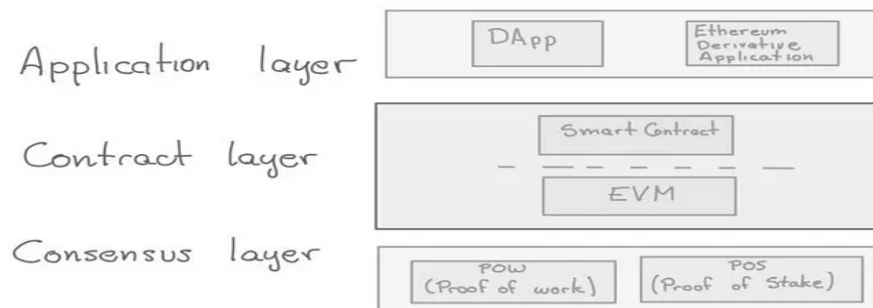 Application layer
DApp
Ethereum
Derivative
Application
Contract layer
Smart Contract
EVM
Consensus layer
POW
(Proof of work)
POS
(Proof of Stake)